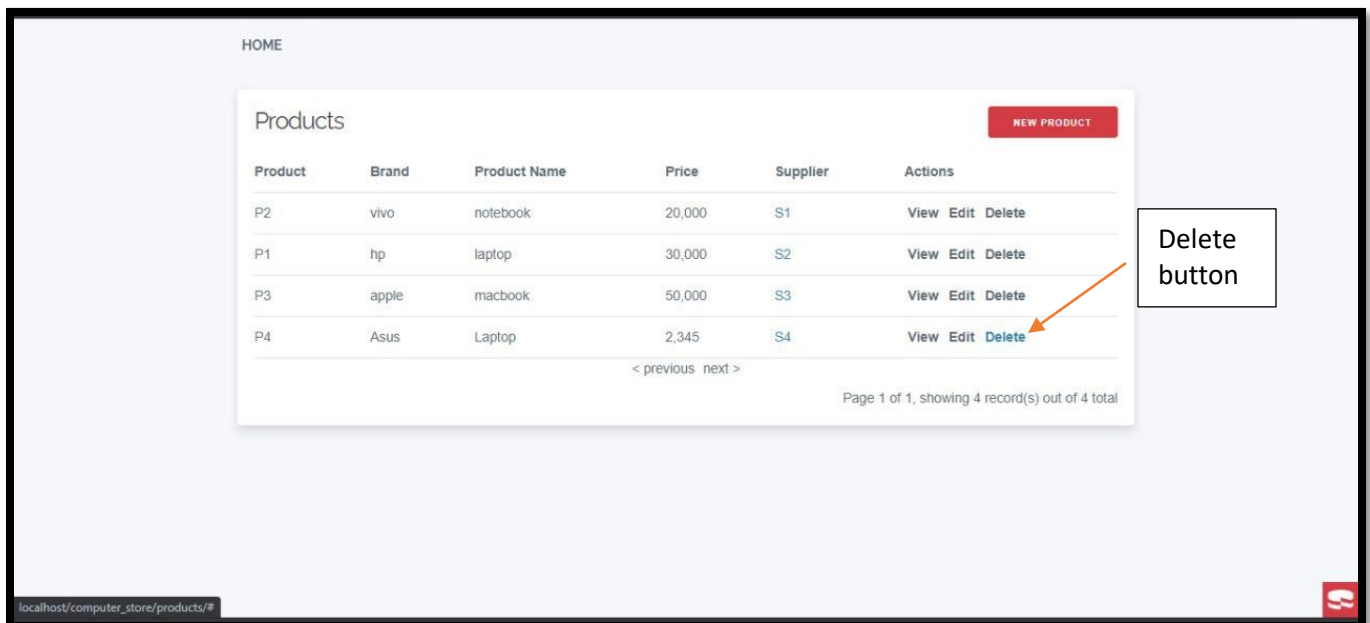 HOME
Products
NEW PRODUCT
Product Brand Product Name Price Supplier Actions
P2 vivo notebook 20,000 S1 View Edit Delete
P1 hp laptop 30,000 S2 View Edit Delete
P3 apple macbook 50,000 S3 View Edit Delete
P4 Asus Laptop 2,345 S4 View Edit Delete
< previous next >
Page 1 of 1, showing 4 record(s) out of 4 total
Delete
button
localhost/computer_store/products/#